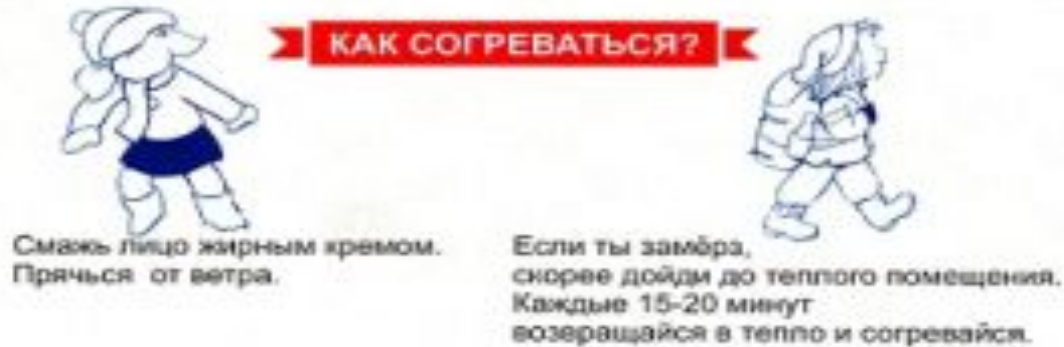 КАК СОГРЕВАТЬСЯ?
Смажь лицо жирным кремом.
Прячься от ветра.
Если ты замёрз,
скорее дойди до теплого помещения.
Каждые 15-20 минут
возвращайся в тепло и согревайся.